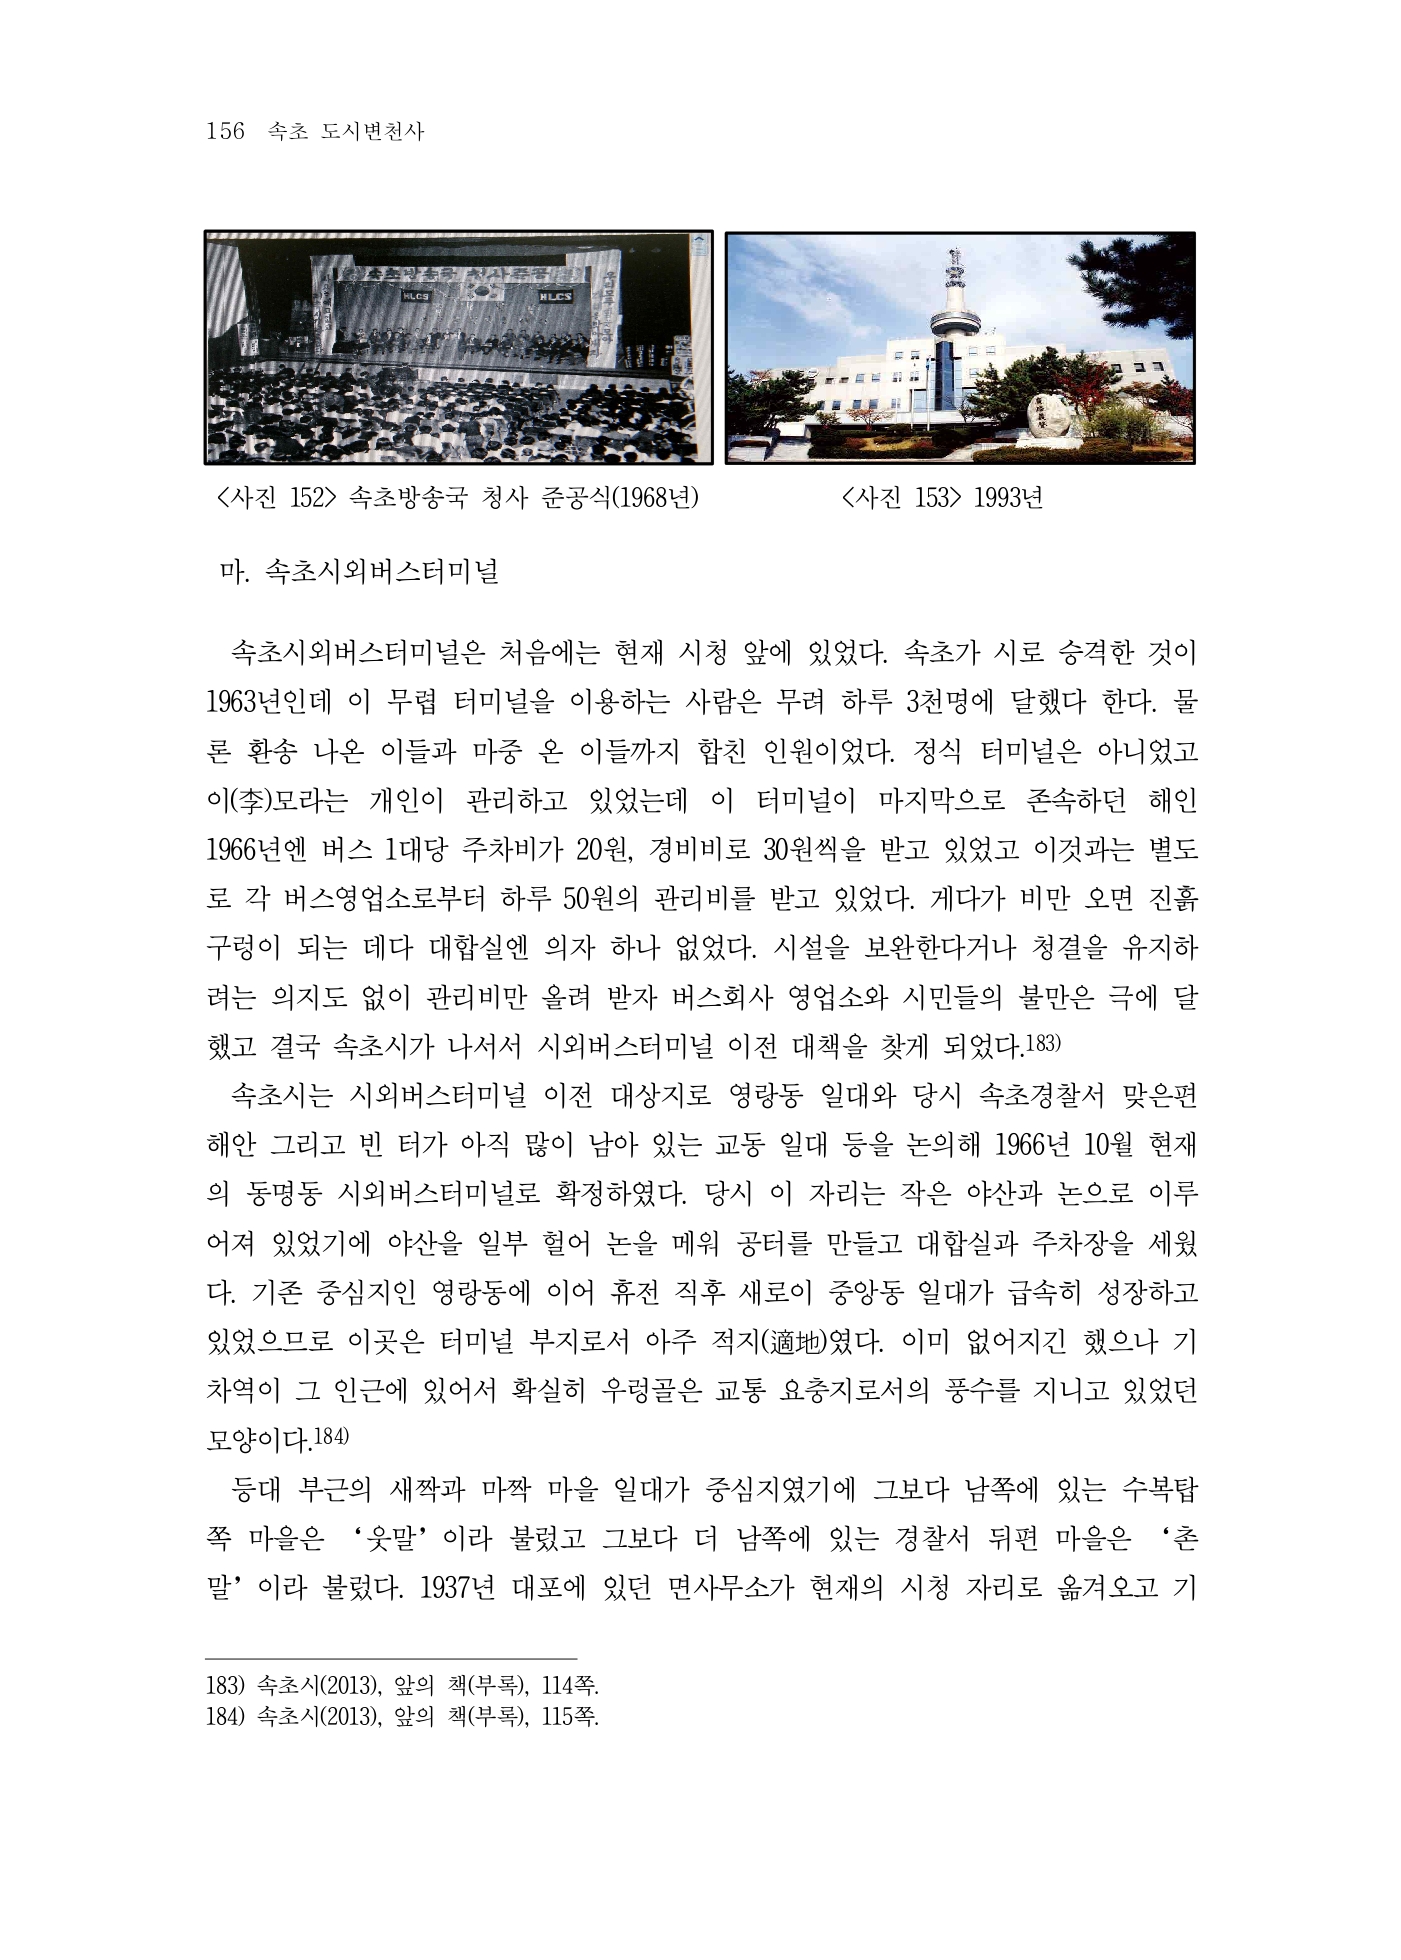 156 속초 도시변천사
속초방송국 청사준공
HLCS
HLCS
<사진 152> 속초방송국 청사 준공식(1968년)
<사진 153> 1993년
마. 속초시외버스터미널
속초시외버스터미널은 처음에는 현재 시청 앞에 있었다. 속초가 시로 승격한 것이
1963년인데 이 무렵 터미널을 이용하는 사람은 무려 하루 3천명에 달했다 한다. 물
론 환송 나온 이들과 마중 온 이들까지 합친 인원이었다. 정식 터미널은 아니었고
이(李)모라는 개인이 관리하고 있었는데 이 터미널이 마지막으로 존속하던 해인
1966년엔 버스 1대당 주차비가 20원, 경비비로 30원씩을 받고 있었고 이것과는 별도
로 각 버스영업소로부터 하루 50원의 관리비를 받고 있었다. 게다가 비만 오면 진흙
구렁이 되는 데다 대합실엔 의자 하나 없었다. 시설을 보완한다거나 청결을 유지하
려는 의지도 없이 관리비만 올려 받자 버스회사 영업소와 시민들의 불만은 극에 달
했고 결국 속초시가 나서서 시외버스터미널 이전 대책을 찾게 되었다.183)
속초시는 시외버스터미널 이전 대상지로 영랑동 일대와 당시 속초경찰서 맞은편
해안 그리고 빈 터가 아직 많이 남아 있는 교동 일대 등을 논의해 1966년 10월 현재
의 동명동 시외버스터미널로 확정하였다. 당시 이 자리는 작은 야산과 논으로 이루
어져 있었기에 야산을 일부 헐어 논을 메워 공터를 만들고 대합실과 주차장을 세웠
다. 기존 중심지인 영랑동에 이어 휴전 직후 새로이 중앙동 일대가 급속히 성장하고
있었으므로 이곳은 터미널 부지로서 아주 적지(適地)였다. 이미 없어지긴 했으나 기
차역이 그 인근에 있어서 확실히 우렁골은 교통 요충지로서의 풍수를 지니고 있었던
모양이다.184)
등대 부근의 새짝과 마짝 마을 일대가 중심지였기에 그보다 남쪽에 있는 수복탑
쪽 마을은 ‘웃말’이라 불렀고 그보다 더 남쪽에 있는 경찰서 뒤편 마을은 ‘촌
말’이라 불렀다. 1937년 대포에 있던 면사무소가 현재의 시청 자리로 옮겨오고 기
183) 속초시(2013), 앞의 책(부록), 114쪽.
184) 속초시(2013), 앞의 책(부록), 115쪽.